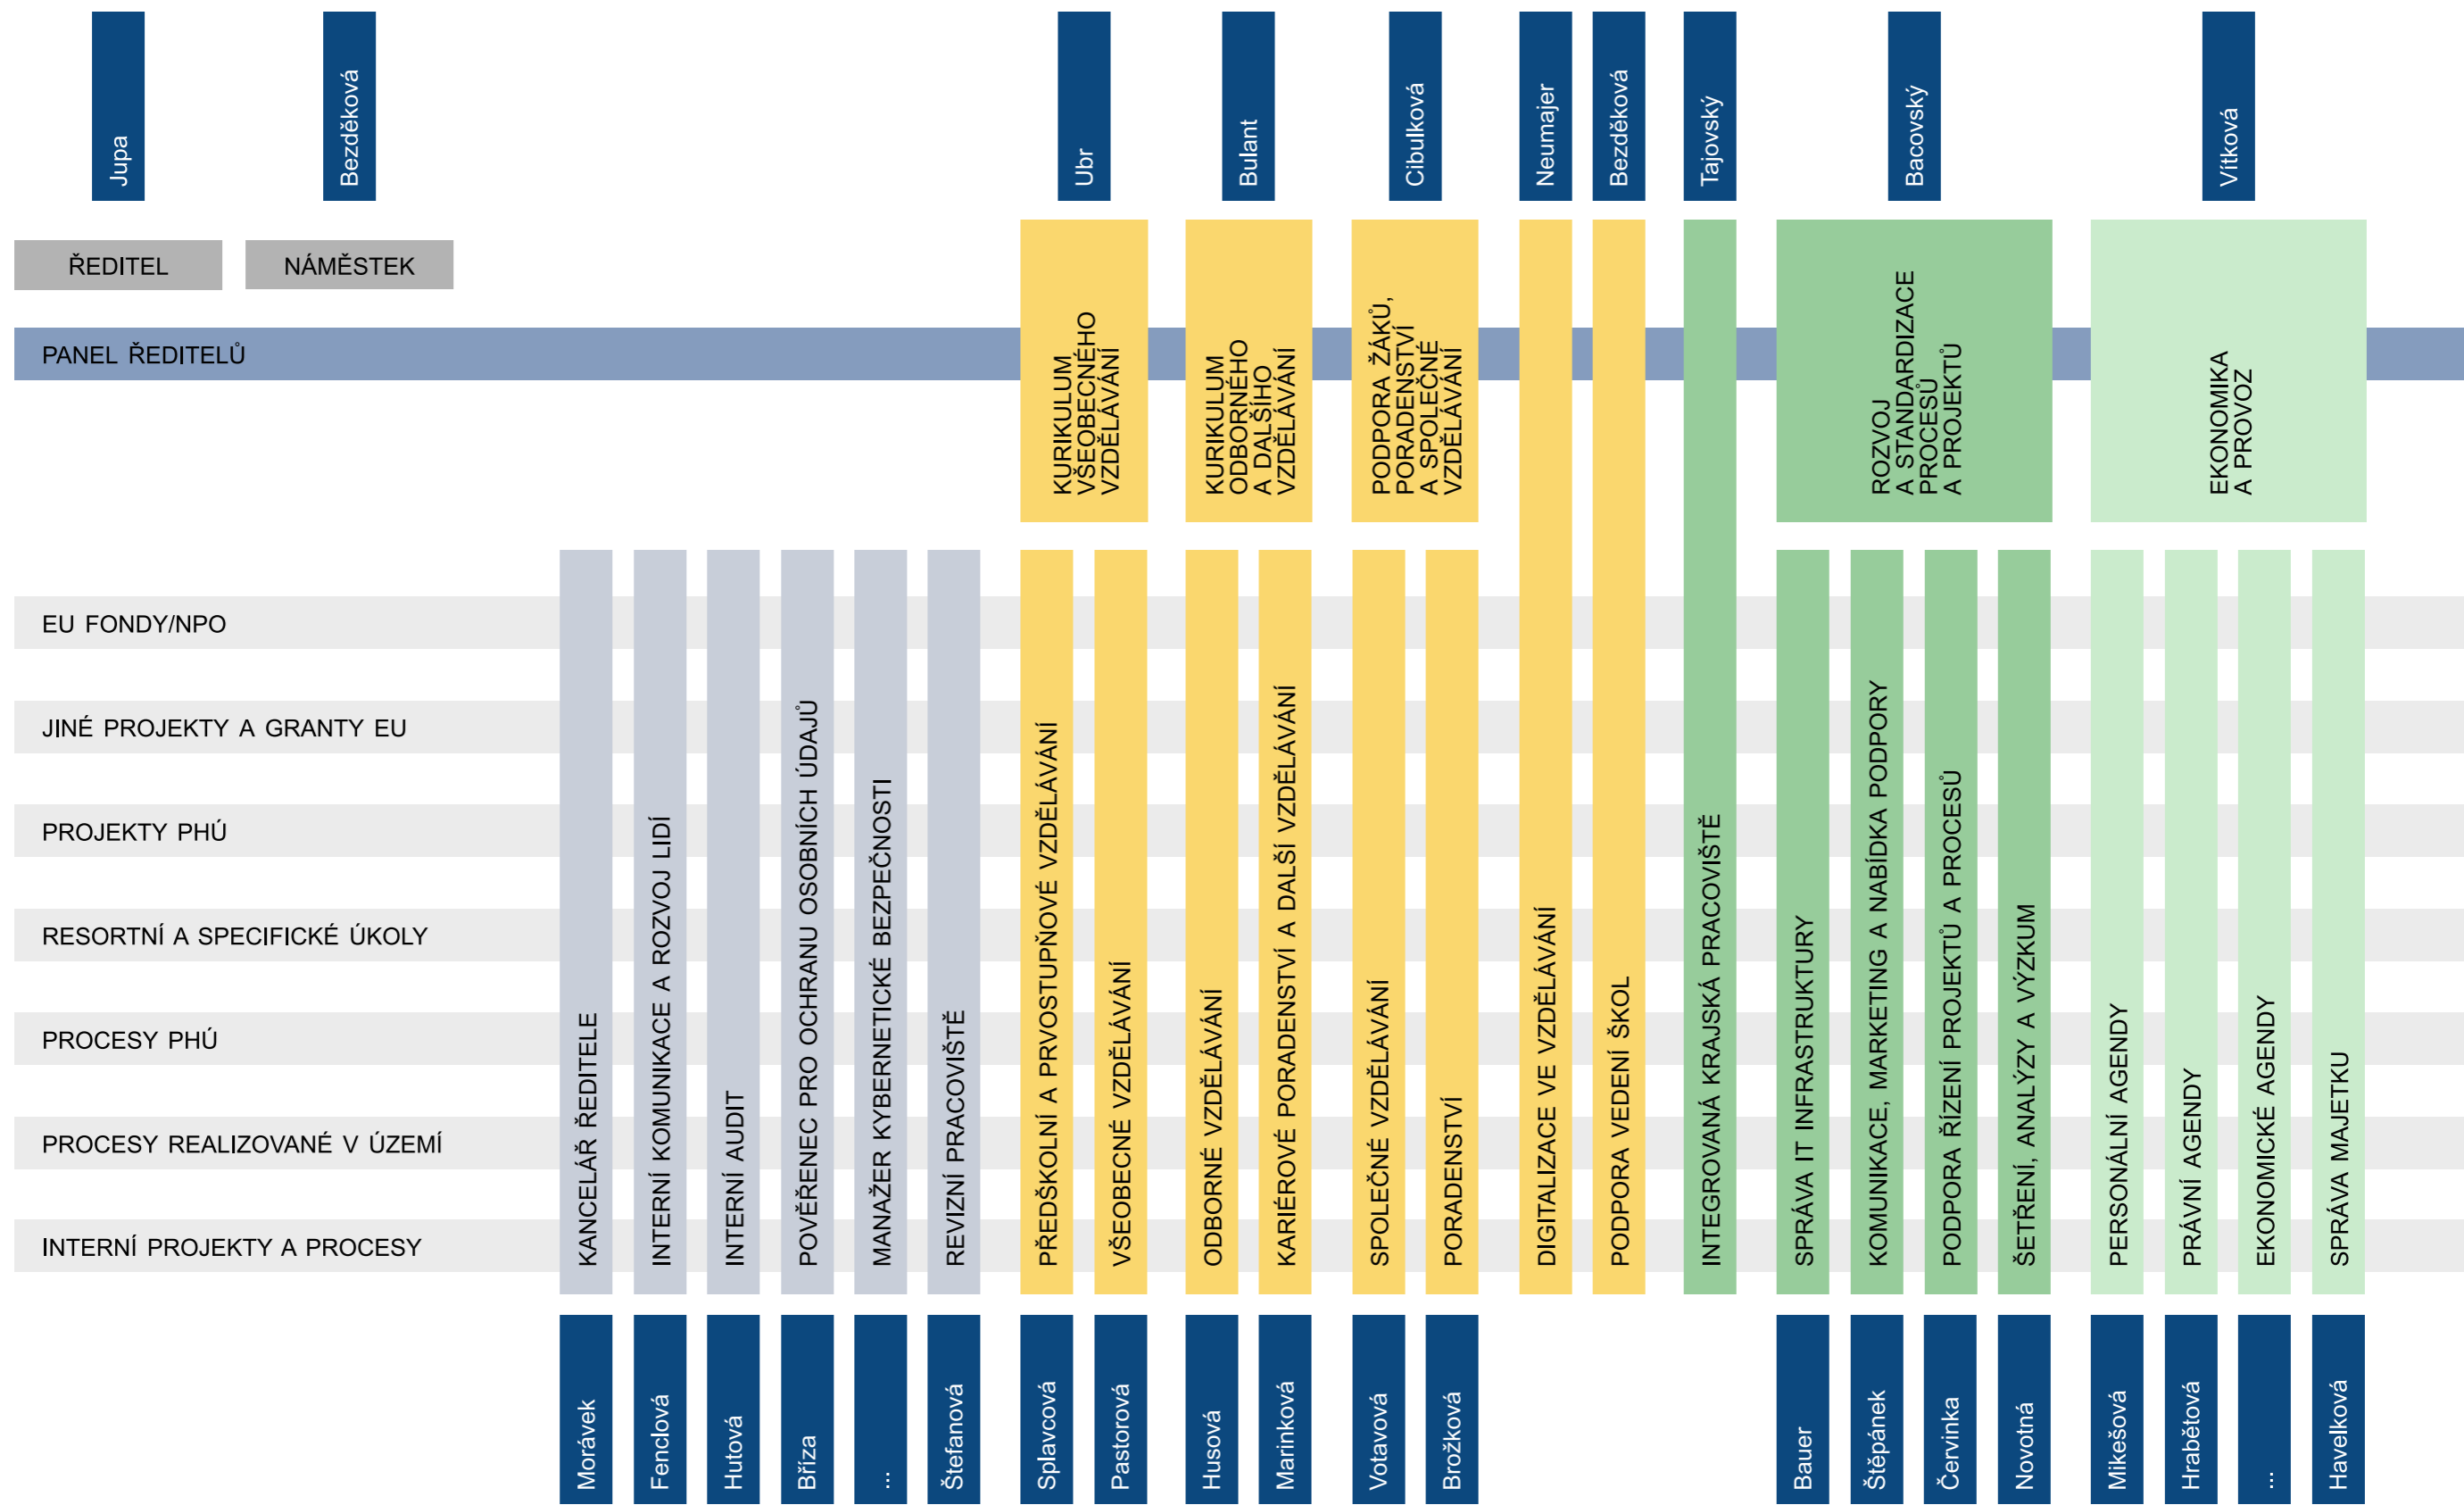 Jupa
Bezděková
Ubr
Bulant
Cibulková
Neumajer
Bezděková
Tajovský
Bacovský
Vítková
ŘEDITEL
NÁMĚSTEK
PANEL ŘEDITELŮ
KURIKULUM
VŠEOBECNÉHO
VZDĚLÁVÁNÍ
KURIKULUM
ODBORNÉHO
A DALŠÍHO
VZDĚLÁVÁNÍ
PODPORA ŽÁKŮ,
PORADENSTVÍ
A SPOLEČNÉ
VZDĚLÁVÁNÍ
ROZVOJ
A STANDARDIZACE
PROCESŮ
A PROJEKTŮ
EKONOMIKA
A PROVOZ
EU FONDY/NPO
JINÉ PROJEKTY A GRANTY EU
PROJEKTY PHÚ
RESORTNÍ A SPECIFICKÉ ÚKOLY
PROCESY PHÚ
PROCESY REALIZOVANÉ V ÚZEMÍ
INTERNÍ PROJEKTY A PROCESY
KANCELÁŘ ŘEDITELE
INTERNÍ KOMUNIKACE A ROZVOJ LIDÍ
INTERNÍ AUDIT
POVĚŘENEC PRO OCHRANU OSOBNÍCH ÚDAJŮ
MANAŽER KYBERNETICKÉ BEZPEČNOSTI
REVIZNÍ PRACOVIŠTĚ
PŘEDŠKOLNÍ A PRVOSTUPŇOVÉ VZDĚLÁVÁNÍ
VŠEOBECNÉ VZDĚLÁVÁNÍ
ODBORNÉ VZDĚLÁVÁNÍ
KARIÉROVÉ PORADENSTVÍ A DALŠÍ VZDĚLÁVÁNÍ
SPOLEČNÉ VZDĚLÁVÁNÍ
PORADENSTVÍ
DIGITALIZACE VE VZDĚLÁVÁNÍ
PODPORA VEDENÍ ŠKOL
INTEGROVANÁ KRAJSKÁ PRACOVIŠTĚ
SPRÁVA IT INFRASTRUKTURY
KOMUNIKACE, MARKETING A NABÍDKA PODPORY
PODPORA ŘÍZENÍ PROJEKTŮ A PROCESŮ
ŠETŘENÍ, ANALÝZY A VÝZKUM
PERSONÁLNÍ AGENDY
PRÁVNÍ AGENDY
EKONOMICKÉ AGENDY
SPRÁVA MAJETKU
Morávek
Fenclová
Hutová
Bříza
...
Štefanová
Splavcová
Pastorová
Husová
Marinková
Votavová
Brožková
Bauer
Štěpánek
Červinka
Novotná
Mikešová
Hrabětová
...
Havelková